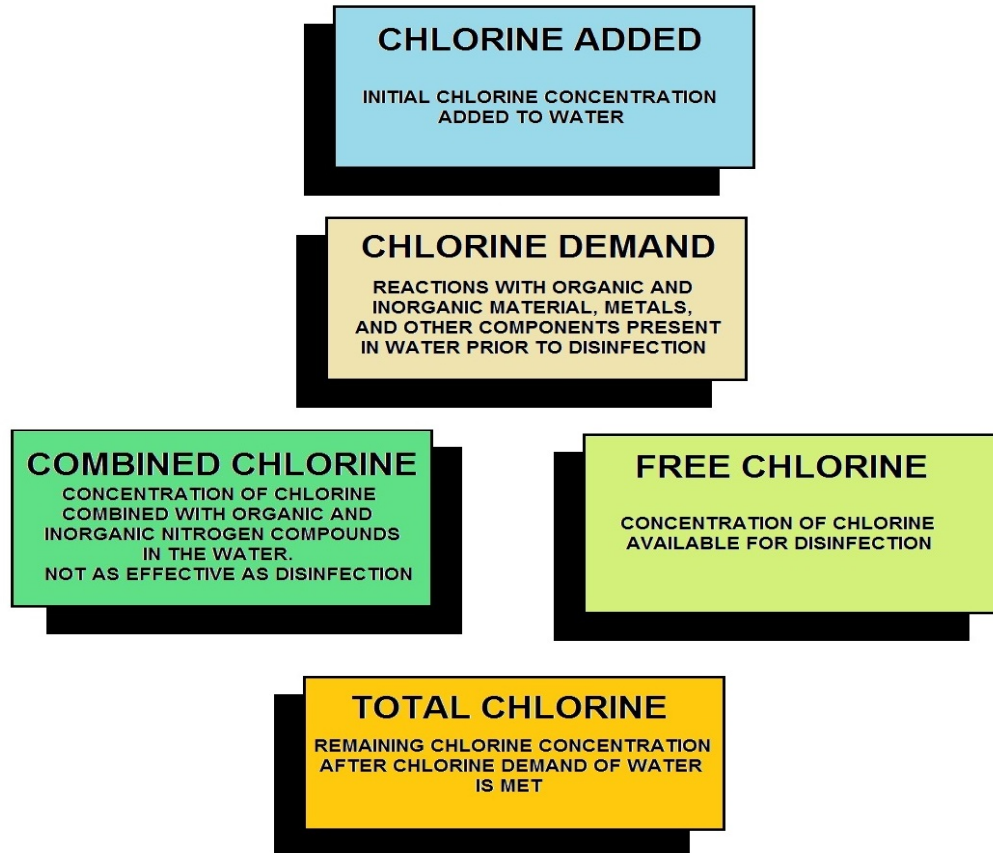 CHLORINE ADDED
INITIAL CHLORINE CONCENTRATION
ADDED TO WATER
CHLORINE DEMAND
REACTIONS WITH ORGANIC AND
INORGANIC MATERIAL, METALS,
AND OTHER COMPONENTS PRESENT
IN WATER PRIOR TO DISINFECTION
COMBINED CHLORINE
CONCENTRATION OF CHLORINE
COMBINED WITH ORGANIC AND
INORGANIC NITROGEN COMPOUNDS
IN THE WATER.
NOT AS EFFECTIVE AS DISINFECTION
FREE CHLORINE
CONCENTRATION OF CHLORINE
AVAILABLE FOR DISINFECTION
TOTAL CHLORINE
REMAINING CHLORINE CONCENTRATION
AFTER CHLORINE DEMAND OF WATER
IS MET